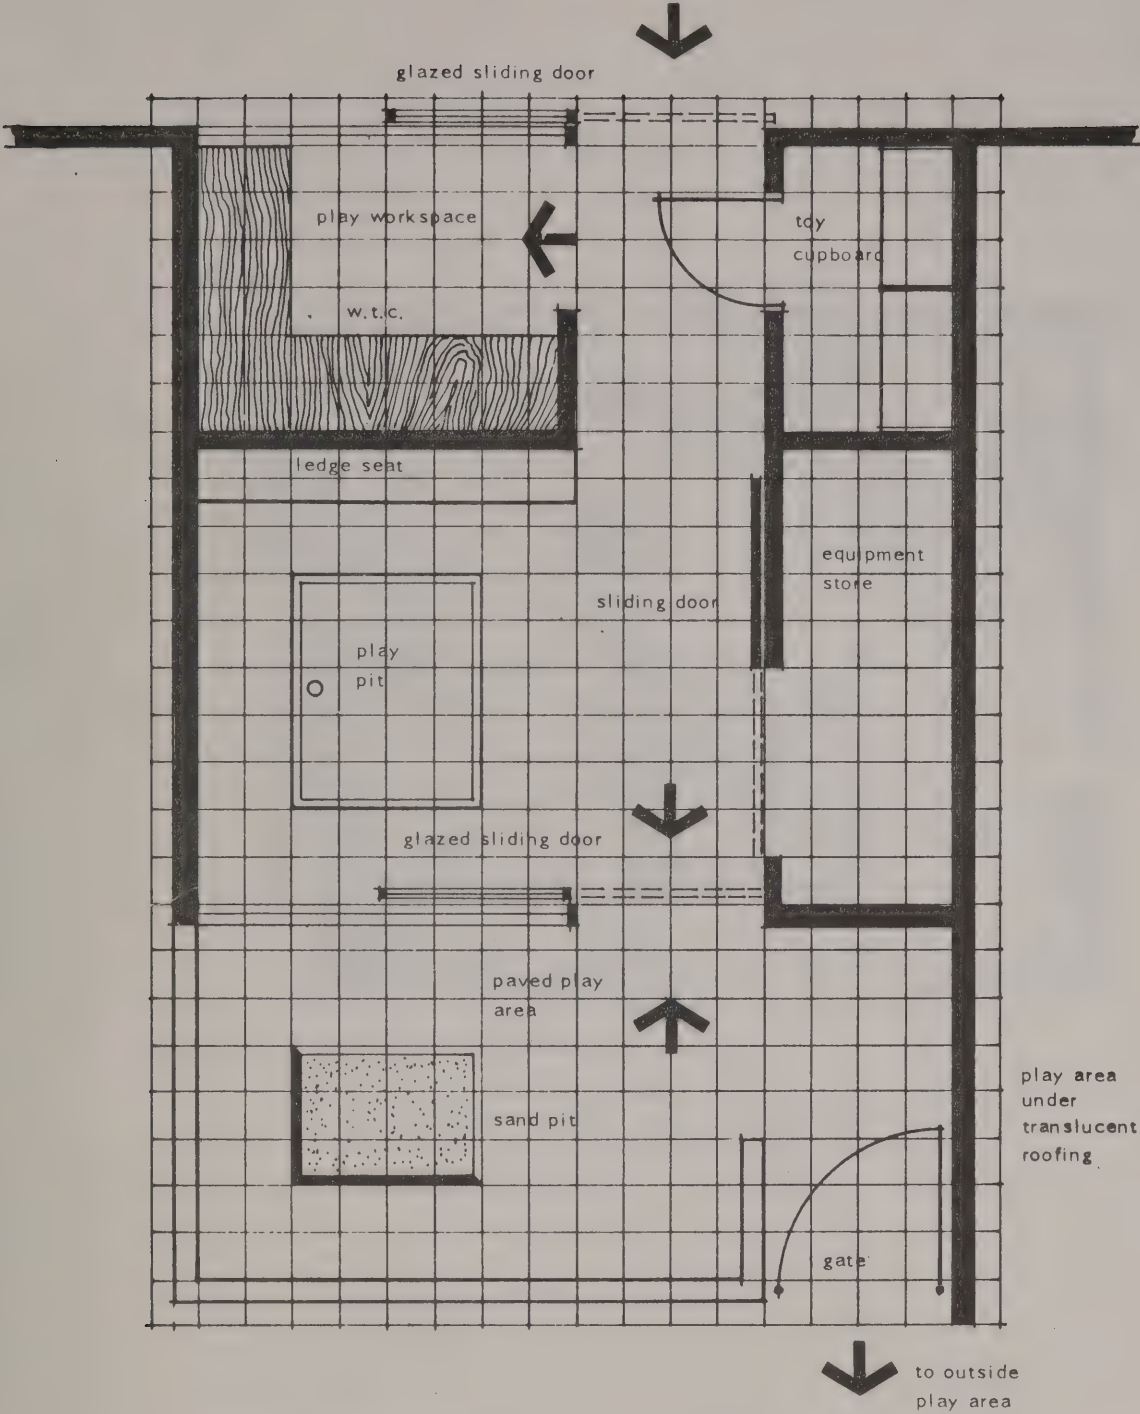 glazed sliding door
play workspace
toy
cupboard
w.t.c.
ledge seat
equipment
store
sliding door
play
pit
glazed sliding door
paved play
area
play area
under
translucent
roofing
sand pit
gate
to outside
play area